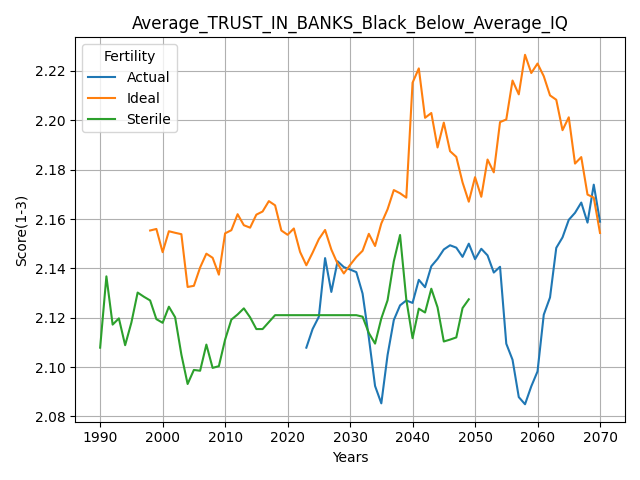 Average_TRUST_IN_BANKS_Black_Below_Average_IQ
Fertility
Actual
Ideal
Sterile
Score(1-3)
2.22
2.20
2.18
2.16
2.14
2.12
2.10
2.08
1990 2000 2010 2020 2030 2040 2050 2060 2070
Years